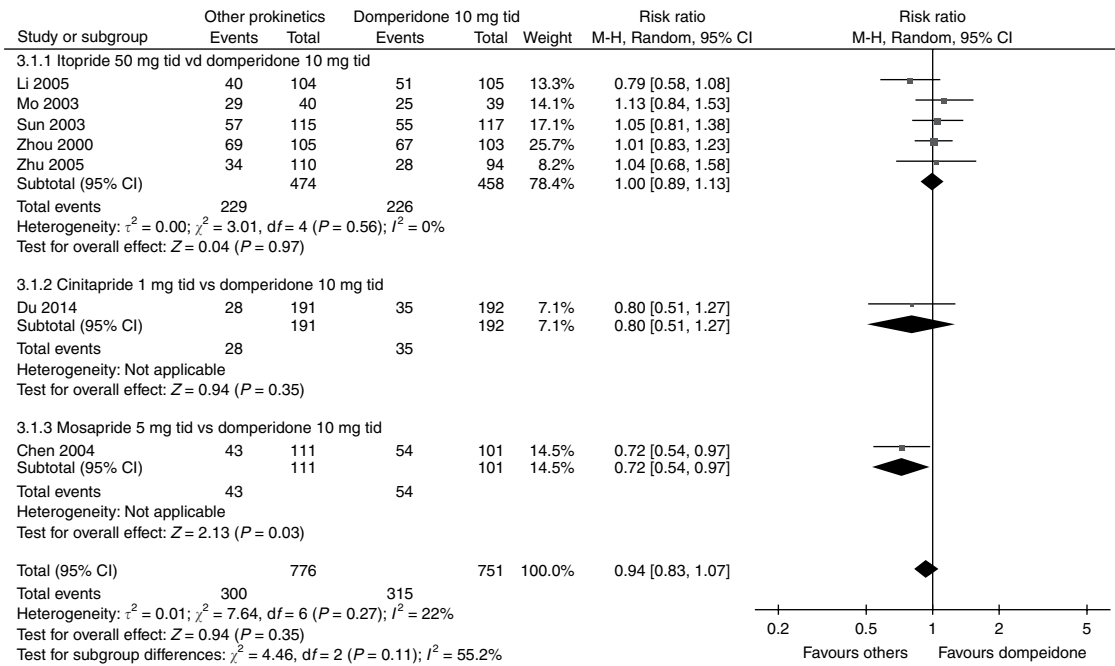 Other prokinetics Domperidone 10 mg tid Risk ratio Risk ratio
Study or subgroup Events Total Events Total Weight M-H, Random, 95% CI M-H, Random, 95% CI
3.1.1 Itopride 50 mg tid vd domperidone 10 mg tid
Li 2005 40 104 51 105 13.3% 0.79 [0.58, 1.08]
Mo 2003 29 40 25 39 14.1% 1.13 [0.84, 1.53]
Sun 2003 57 115 55 117 17.1% 1.05 [0.81, 1.38]
Zhou 2000 69 105 67 103 25.7% 1.01 [0.83, 1.23]
Zhu 2005 34 110 28 94 8.2% 1.04 [0.68, 1.58]
Subtotal (95% CI) 474 458 78.4% 1.00 [0.89, 1.13]
Total events 229 226
Heterogeneity: τ² = 0.00; χ² = 3.01, df = 4 (P = 0.56); I² = 0%
Test for overall effect: Z = 0.04 (P = 0.97)
3.1.2 Cinitapride 1 mg tid vs domperidone 10 mg tid
Du 2014 28 191 35 192 7.1% 0.80 [0.51, 1.27]
Subtotal (95% CI) 191 192 7.1% 0.80 [0.51, 1.27]
Total events 28 35
Heterogeneity: Not applicable
Test for overall effect: Z = 0.94 (P = 0.35)
3.1.3 Mosapride 5 mg tid vs domperidone 10 mg tid
Chen 2004 43 111 54 101 14.5% 0.72 [0.54, 0.97]
Subtotal (95% CI) 111 101 14.5% 0.72 [0.54, 0.97]
Total events 43 54
Heterogeneity: Not applicable
Test for overall effect: Z = 2.13 (P = 0.03)
Total (95% CI) 776 751 100.0% 0.94 [0.83, 1.07]
Total events 300 315
Heterogeneity: τ² = 0.01; χ² = 7.64, df = 6 (P = 0.27); I² = 22%
Test for overall effect: Z = 0.94 (P = 0.35)
Test for subgroup differences: χ² = 4.46, df = 2 (P = 0.11); I² = 55.2%
0.2 0.5 1 2 5
Favours others Favours dompeidone